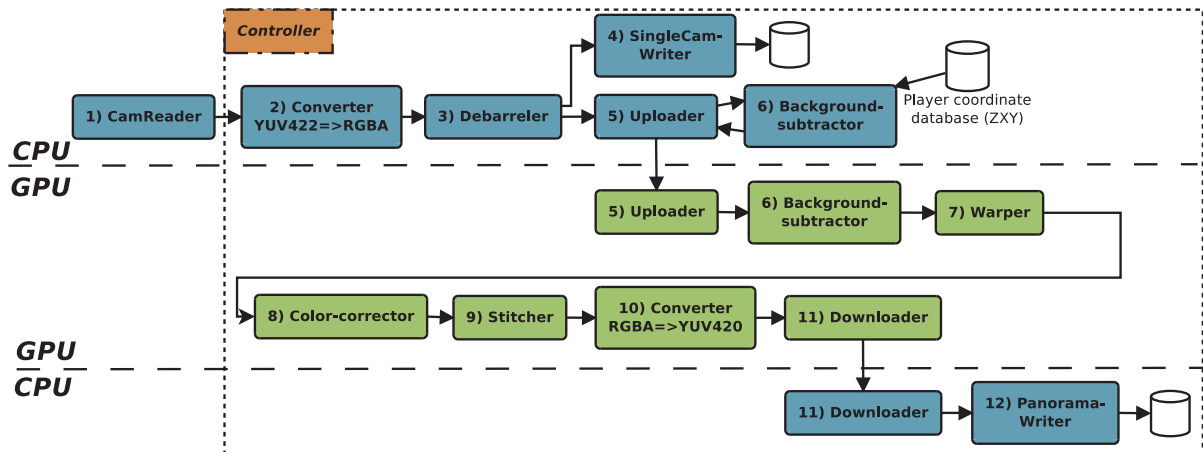 Controller
4) SingleCam-
Writer
1) CamReader
2) Converter
YUV422=>RGBA
3) Debarreler
5) Uploader
6) Background-
subtractor
Player coordinate
database (ZXY)
CPU
GPU
5) Uploader
6) Background-
subtractor
7) Warper
8) Color-corrector
9) Stitcher
10) Converter
RGBA=>YUV420
11) Downloader
GPU
CPU
11) Downloader
12) Panorama-
Writer